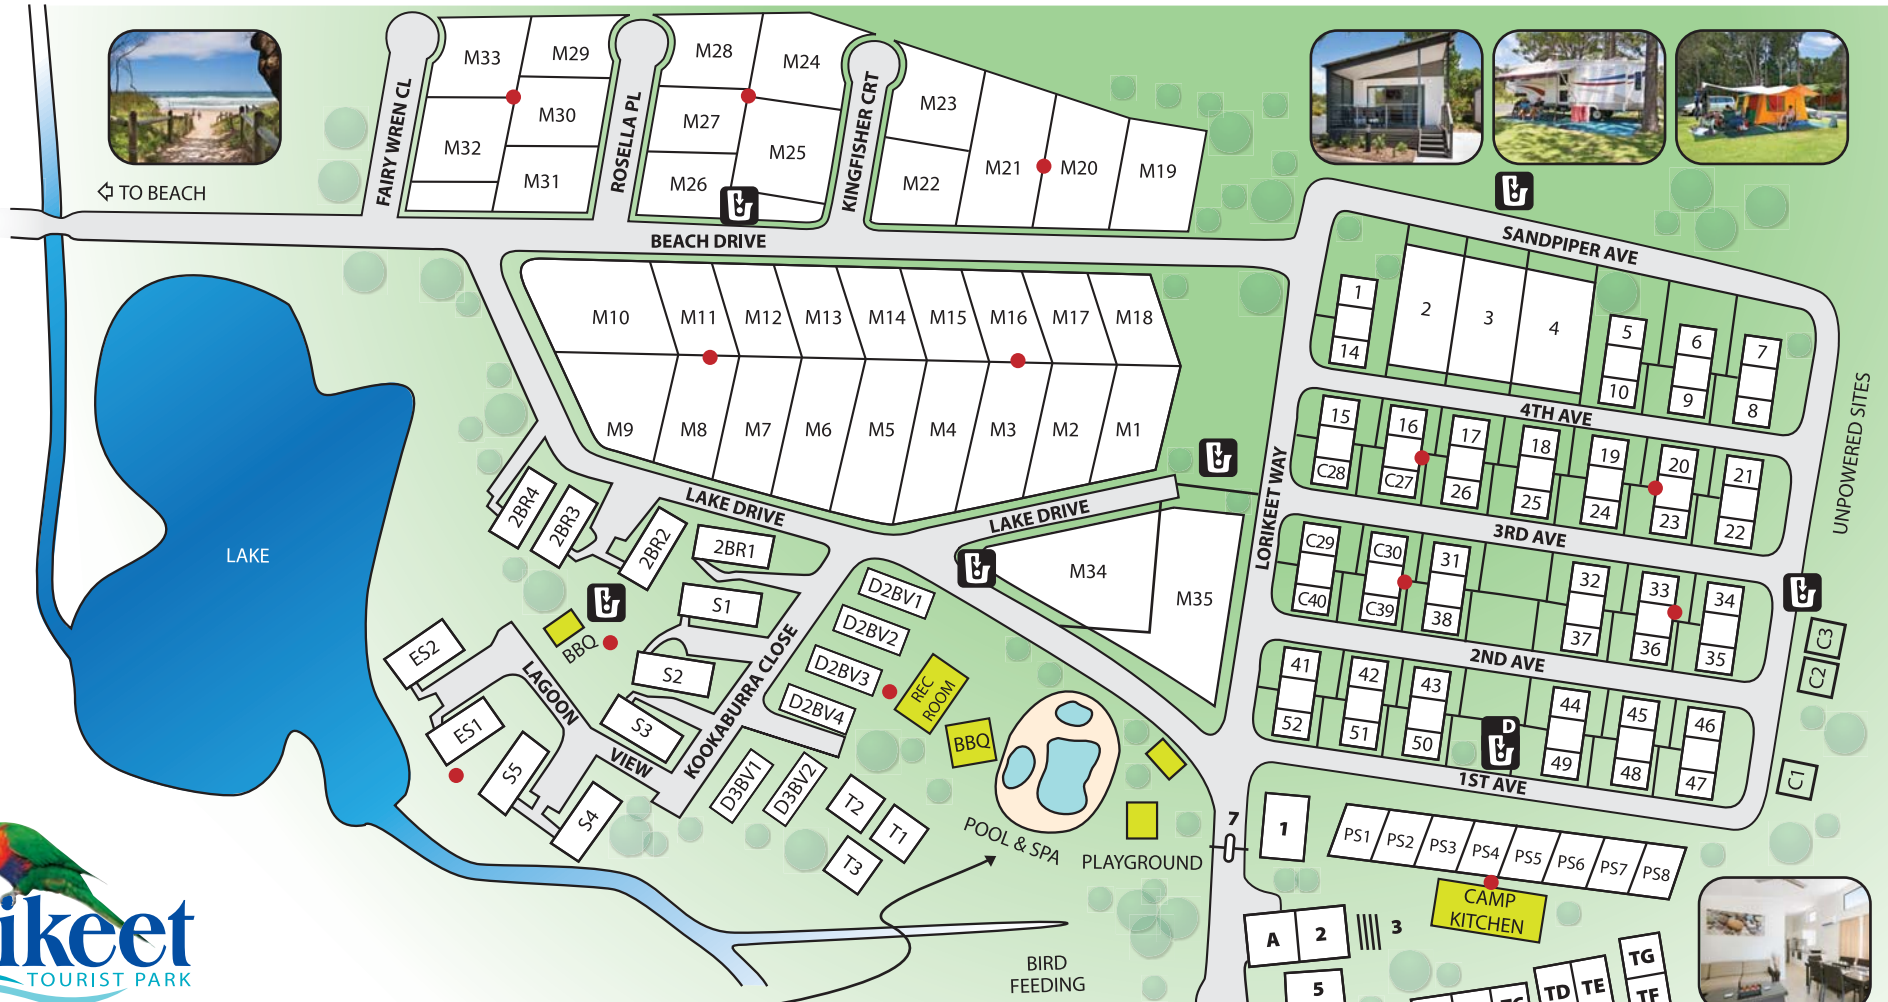 M33
M29
M28
M24
M23
M30
M27
M32
M31
M26
M25
M22
M21
M20
M19
FAIRY WREN CL
ROSELLA PL
KINGFISHER CRT
TO BEACH
BEACH DRIVE
SANDPIPER AVE
M10
M11
M12
M13
M14
M15
M16
M17
M18
M9
M8
M7
M6
M5
M4
M3
M2
M1
1
2
3
4
5
6
7
14
10
9
8
4TH AVE
UNPOWERED SITES
LORIKEET WAY
15
16
17
18
19
20
21
C28
C27
26
25
24
23
22
3RD AVE
C29
C30
31
32
33
34
C40
C39
38
37
36
35
2ND AVE
C3
C2
C1
41
42
43
44
45
46
52
51
50
49
48
47
D
1ST AVE
LAKE DRIVE
LAKE DRIVE
M34
M35
LAKE
2BR4
2BR3
2BR2
2BR1
S1
S2
S3
BBQ
ES2
ES1
S5
S4
LAGOON
VIEW
KOOKABURRA CLOSE
D2BV1
D2BV2
D2BV3
D2BV4
D3BV1
D3BV2
REC
ROOM
BBQ
T2
T1
T3
POOL & SPA
PLAYGROUND
7
1
PS1
PS2
PS3
PS4
PS5
PS6
PS7
PS8
CAMP
KITCHEN
A
2
3
5
TD
TE
TG
TF
BIRD
FEEDING
ikeet
TOURIST PARK